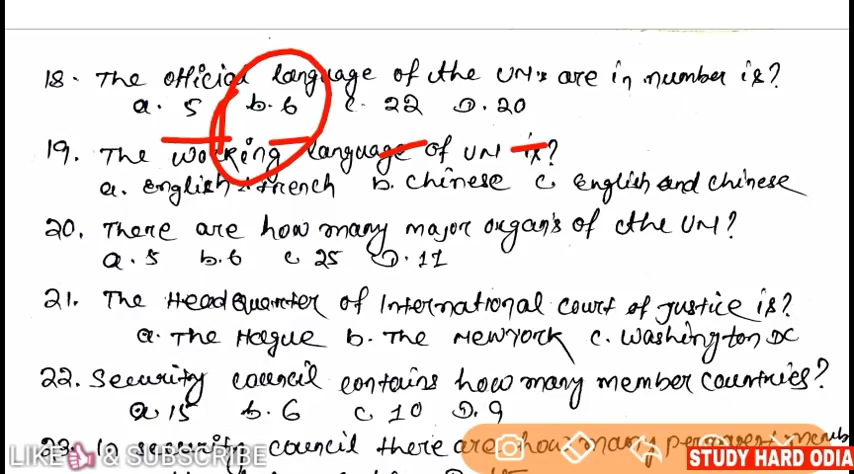 18. The official language of the UN's are in number is?
a. 5 b. 6 c. 22 D. 20
19. The working language of UN is?
a. English & French b. Chinese c. English and Chinese
20. There are how many major organ's of the UN?
a. 5 b. 6 c. 25 D. 11
21. The Headquarter of International court of justice is?
a. The Hague b. The Newyork c. Washington DC
22. Security council contains how many member countries?
a. 15 b. 6 c. 10 D. 9
23. In security council there are how many permanent memb
LIKE & SUBSCRIBE
STUDY HARD ODIA